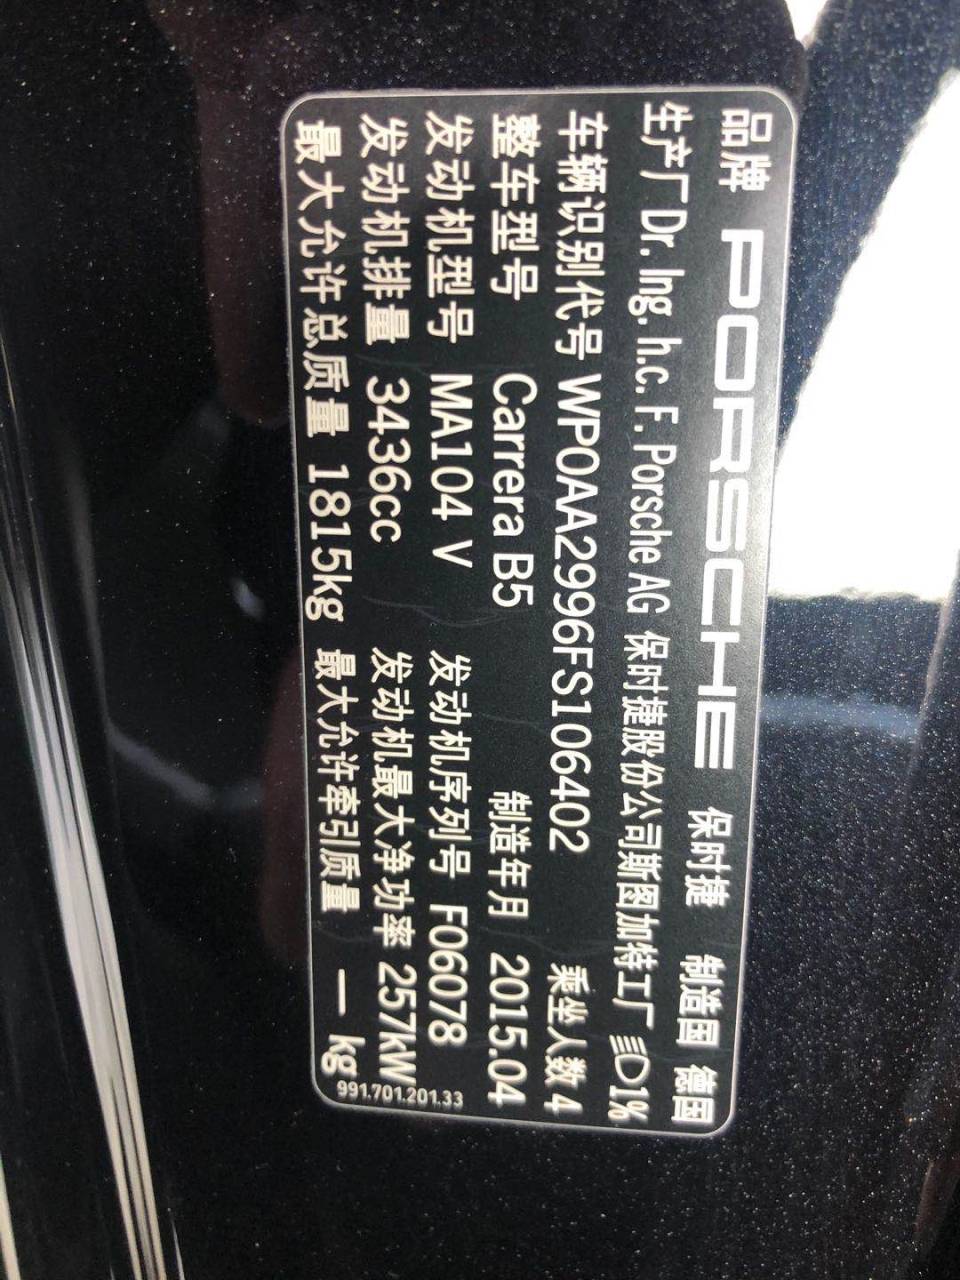 品牌 PORSCHE 保时捷 制造国 德国
生产厂 Dr. Ing. h.c. F. Porsche AG 保时捷股份公司斯图加特工厂 1%
车辆识别代号 WP0AA2996FS106402 乘坐人数 4
整车型号 Carrera B5 制造年月 2015.04
发动机型号 MA104 V 发动机序列号 F06078
发动机排量 3436cc 发动机最大净功率 257kW
最大允许总质量 1815kg 最大允许牵引质量 — kg
991.701.201.33